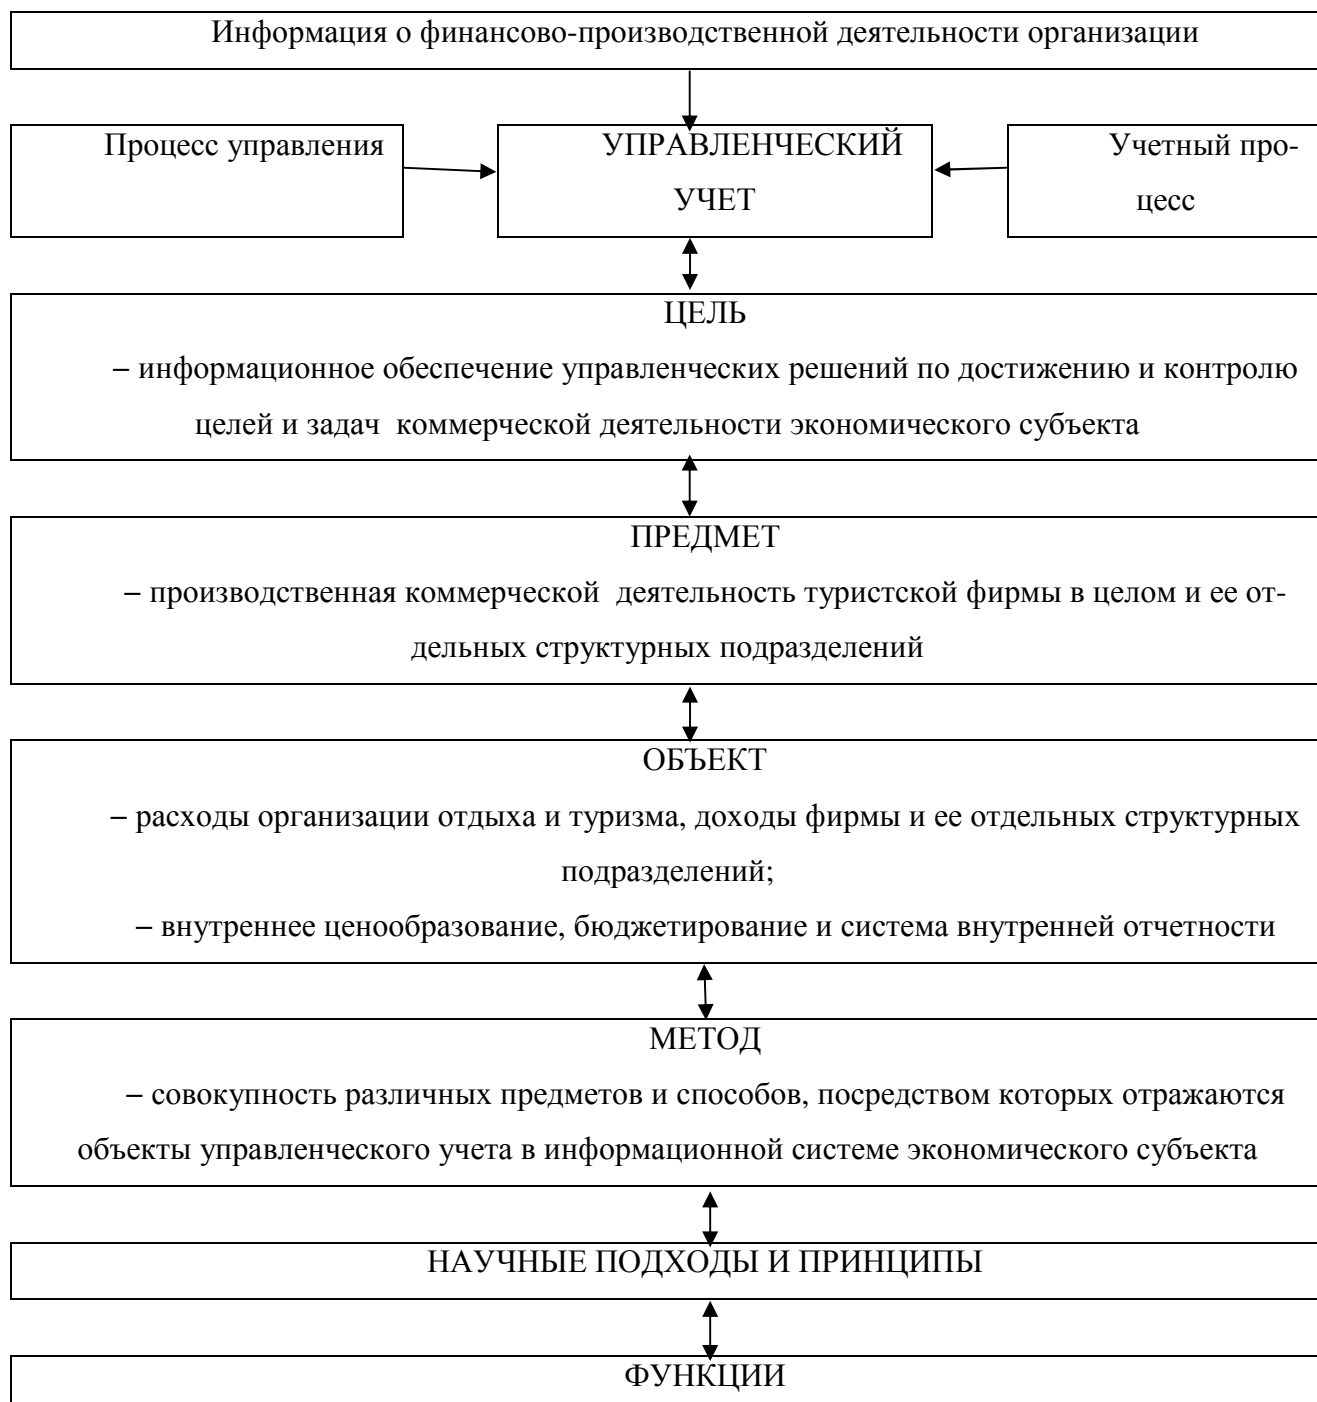 Информация о финансово-производственной деятельности организации
Процесс управления
УПРАВЛЕНЧЕСКИЙ
УЧЕТ
Учетный про-
цесс
ЦЕЛЬ
– информационное обеспечение управленческих решений по достижению и контролю
целей и задач коммерческой деятельности экономического субъекта
ПРЕДМЕТ
– производственная коммерческой деятельность туристской фирмы в целом и ее от-
дельных структурных подразделений
ОБЪЕКТ
– расходы организации отдыха и туризма, доходы фирмы и ее отдельных структурных
подразделений;
– внутреннее ценообразование, бюджетирование и система внутренней отчетности
МЕТОД
– совокупность различных предметов и способов, посредством которых отражаются
объекты управленческого учета в информационной системе экономического субъекта
НАУЧНЫЕ ПОДХОДЫ И ПРИНЦИПЫ
ФУНКЦИИ